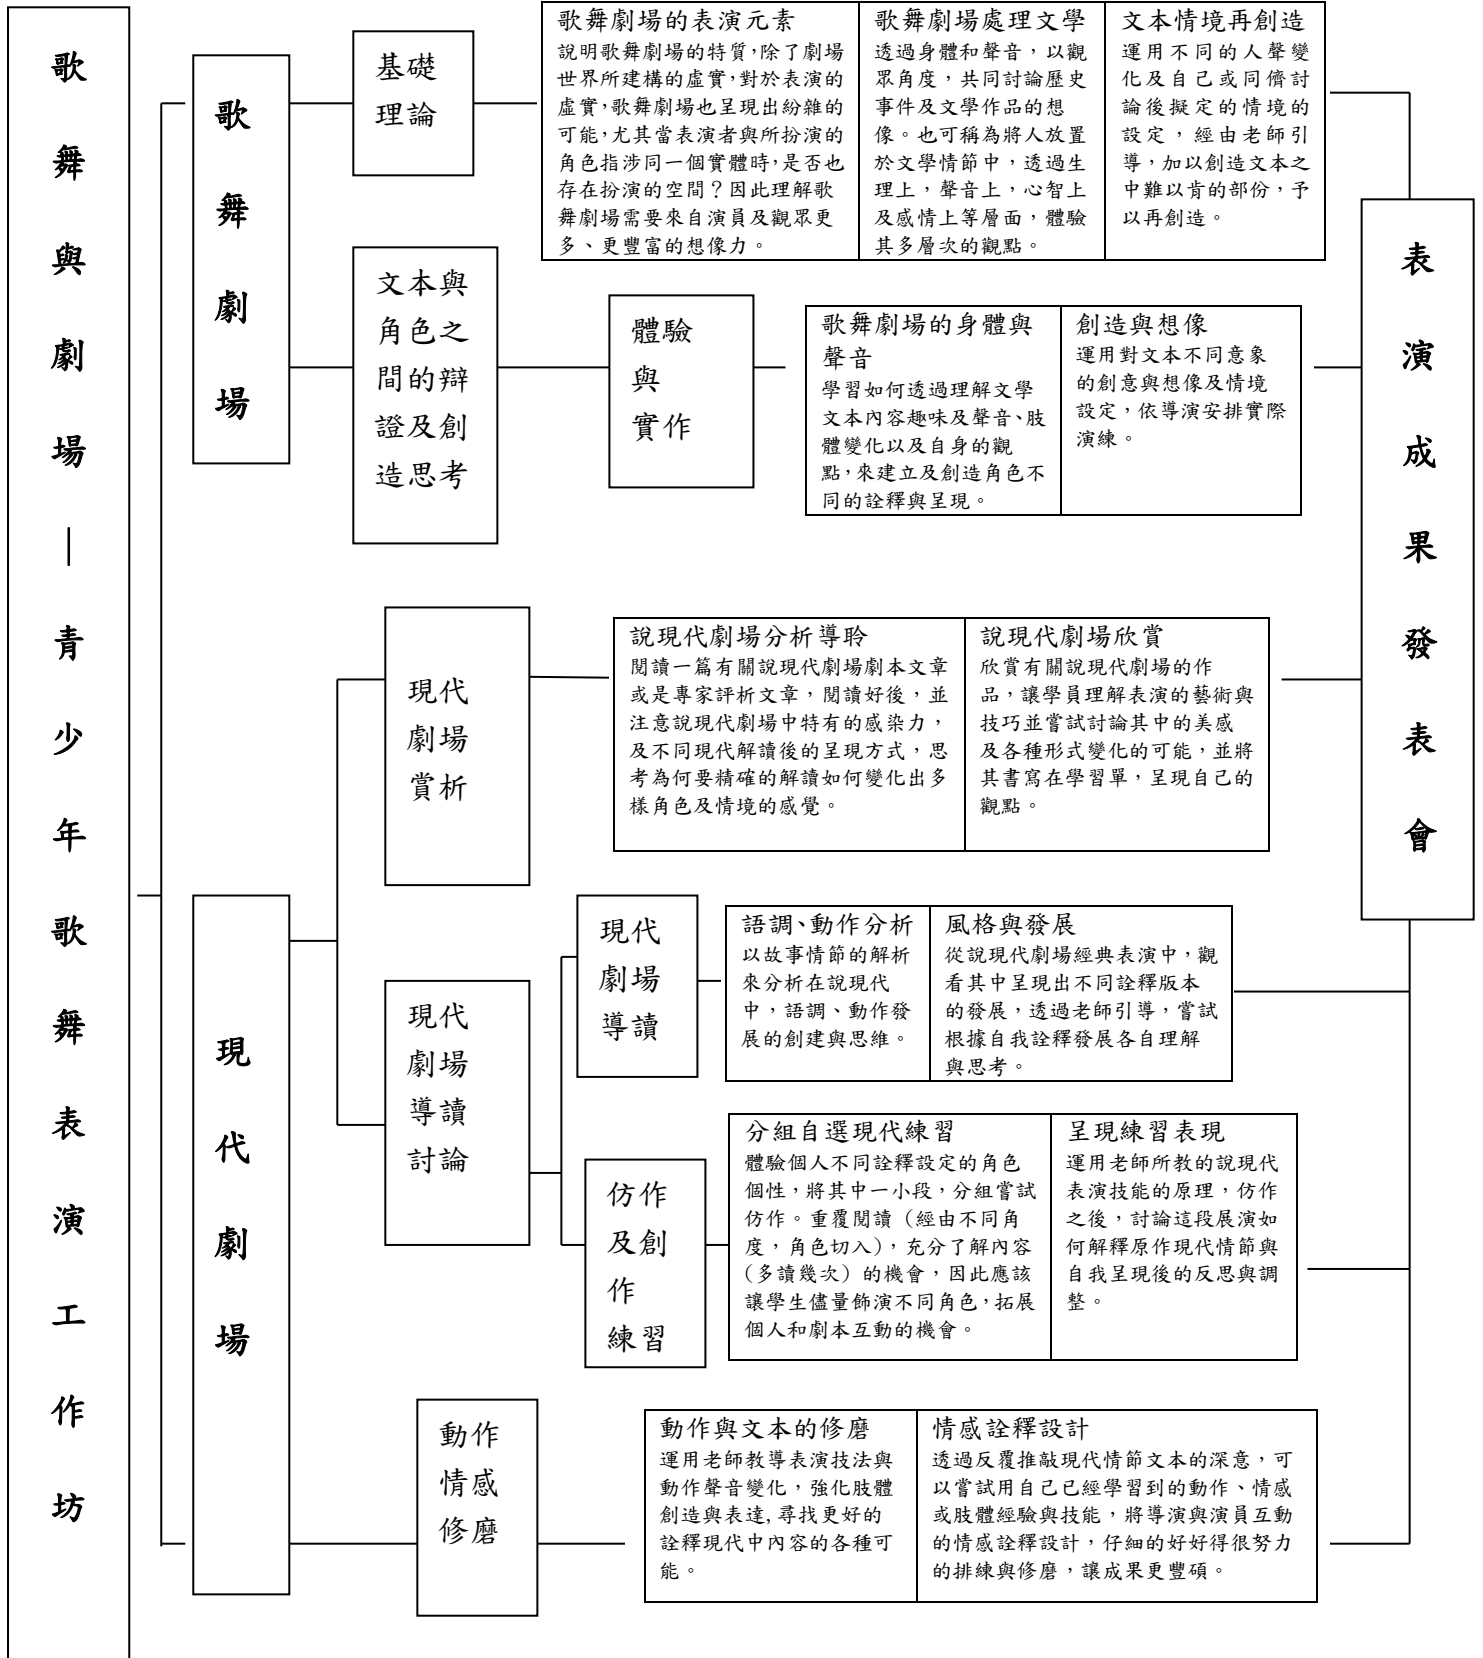 歌舞與劇場—青少年歌舞表演工作坊
歌舞劇場
基礎
理論
歌舞劇場的表演元素
說明歌舞劇場的特質，除了劇場
世界所建構的虛實，對於表演的
虛實，歌舞劇場也呈現出紛雜的
可能，尤其當表演者與所扮演的
角色指涉同一個實體時，是否也
存在扮演的空間？因此理解歌
舞劇場需要來自演員及觀眾更
多、更豐富的想像力。
歌舞劇場處理文學
透過身體和聲音，以觀
眾角度，共同討論歷史
事件及文學作品的想
像。也可稱為將人放置
於文學情節中，透過生
理上，聲音上，心智上
及感情上等層面，體驗
其多層次的觀點。
文本情境再創造
運用不同的人聲變
化及自己或同儕討
論後擬定的情境的
設定，經由老師引
導，加以創造文本之
中難以肯的部份，予
以再創造。
文本與
角色之
間的辯
證及創
造思考
體驗
與
實作
歌舞劇場的身體與
聲音
學習如何透過理解文學
文本內容趣味及聲音、肢
體變化以及自身的觀
點，來建立及創造角色不
同的詮釋與呈現。
創造與想像
運用對文本不同意象
的創意與想像及情境
設定，依導演安排實際
演練。
表演成果發表會
現代劇場
現代
劇場
賞析
說現代劇場分析導聆
閱讀一篇有關說現代劇場劇本文章
或是專家評析文章，閱讀好後，並
注意說現代劇場中特有的感染力，
及不同現代解讀後的呈現方式，思
考為何要精確的解讀如何變化出多
樣角色及情境的感覺。
說現代劇場欣賞
欣賞有關說現代劇場的作
品，讓學員理解表演的藝術與
技巧並嘗試討論其中的美感
及各種形式變化的可能，並將
其書寫在學習單，呈現自己的
觀點。
現代
劇場
導讀
討論
現代
劇場
導讀
語調、動作分析
以故事情節的解析
來分析在說現代
中，語調、動作發
展的創建與思維。
風格與發展
從說現代劇場經典表演中，觀
看其中呈現出不同詮釋版本
的發展，透過老師引導，嘗試
根據自我詮釋發展各自理解
與思考。
仿作
及創
作
練習
分組自選現代練習
體驗個人不同詮釋設定的角色
個性，將其中一小段，分組嘗試
仿作。重覆閱讀（經由不同角
度，角色切入），充分了解內容
（多讀幾次）的機會，因此應該
讓學生儘量飾演不同角色，拓展
個人和劇本互動的機會。
呈現練習表現
運用老師所教的說現代
表演技能的原理，仿作
之後，討論這段展演如
何解釋原作現代情節與
自我呈現後的反思與調
整。
動作
情感
修磨
動作與文本的修磨
運用老師教導表演技法與
動作聲音變化，強化肢體
創造與表達,尋找更好的
詮釋現代中內容的各種可
能。
情感詮釋設計
透過反覆推敲現代情節文本的深意，可
以嘗試用自己已經學習到的動作、情感
或肢體經驗與技能，將導演與演員互動
的情感詮釋設計，仔細的好好得很努力
的排練與修磨，讓成果更豐碩。